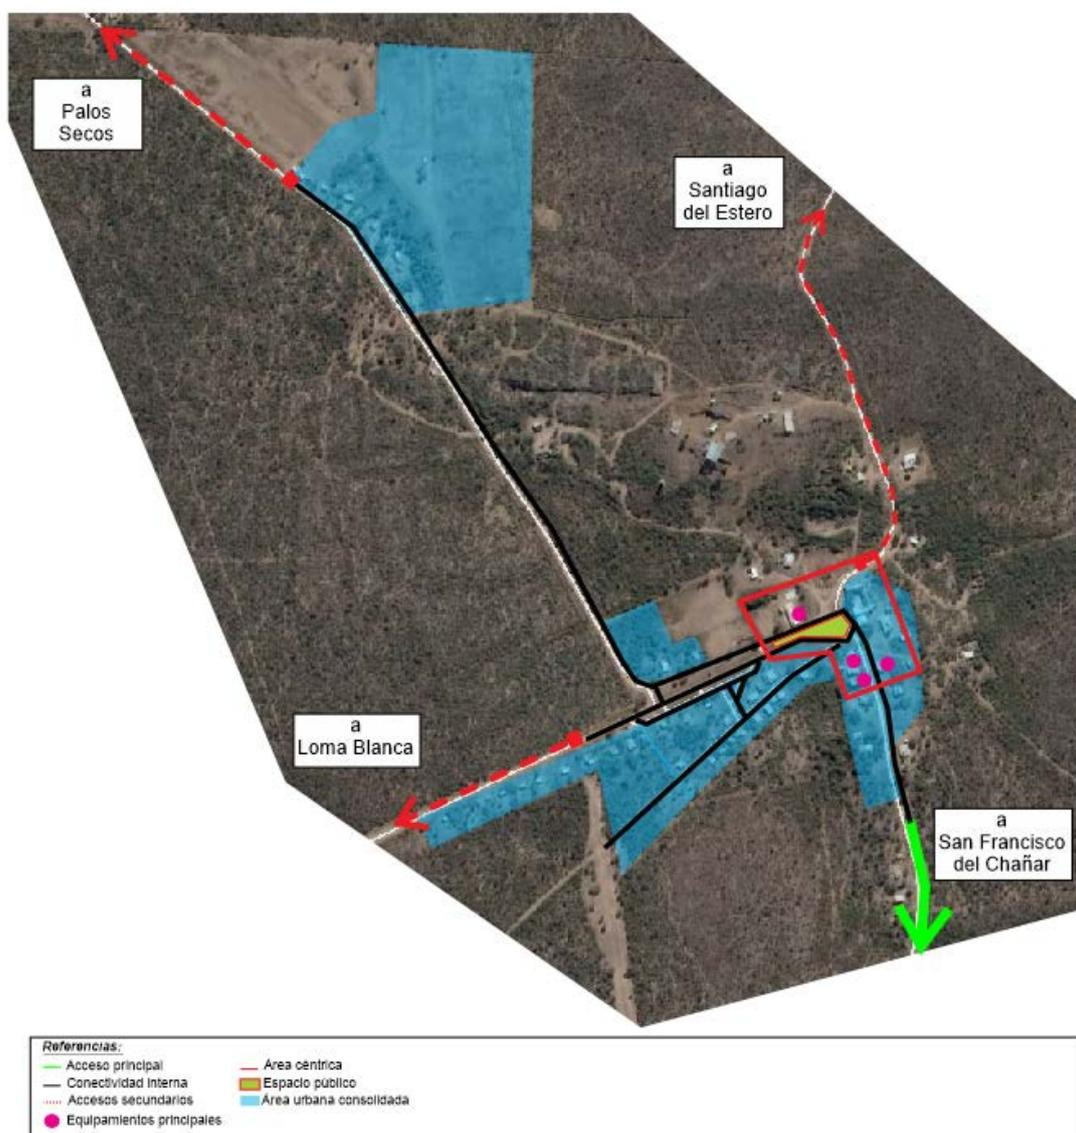 a
Palos
Secos
a
Santiago
del Estero
a
Loma Blanca
a
San Francisco
del Chañar
Referencias:
Acceso principal
Conectividad Interna
Accesos secundarios
Equipamientos principales
Area céntrica
Espacio público
Área urbana consolidada